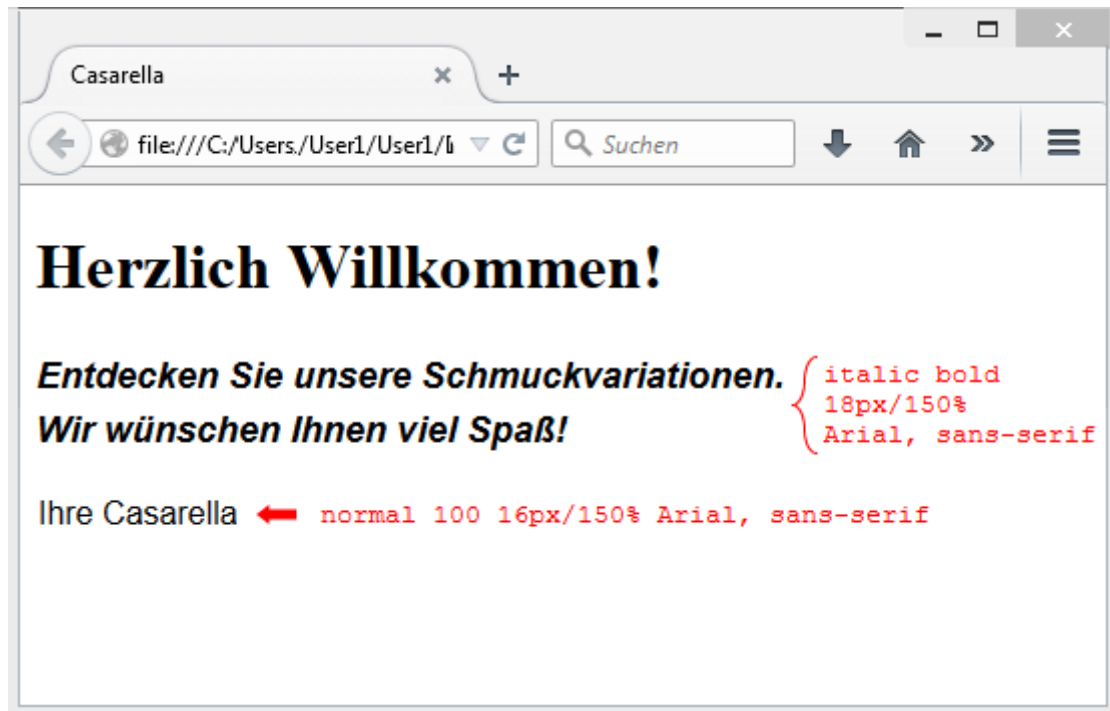 Casarella
file:///C:/Users./User1/User1/
Suchen
Herzlich Willkommen!
Entdecken Sie unsere Schmuckvariationen.
Wir wünschen Ihnen viel Spaß!
italic bold
18px/150%
Arial, sans-serif
Ihre Casarella
normal 100 16px/150% Arial, sans-serif